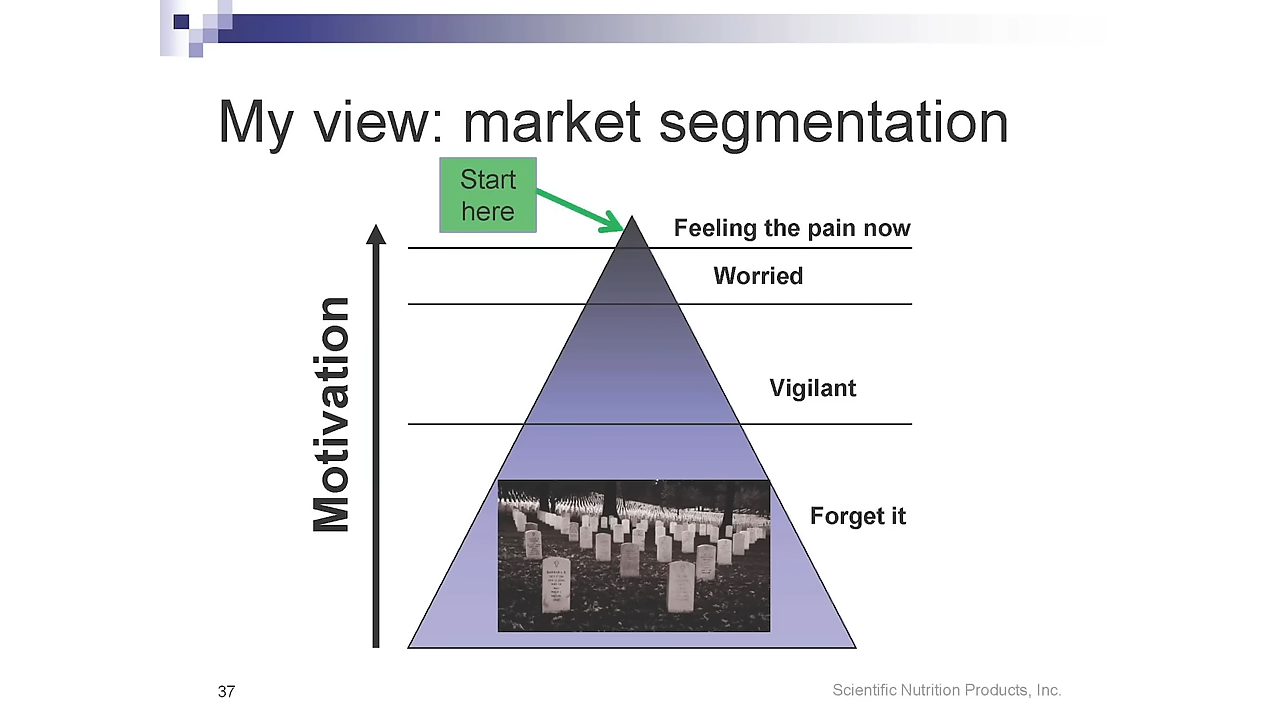 My view: market segmentation
Start
here
Feeling the pain now
Worried
Vigilant
Forget it
Motivation
37
Scientific Nutrition Products, Inc.